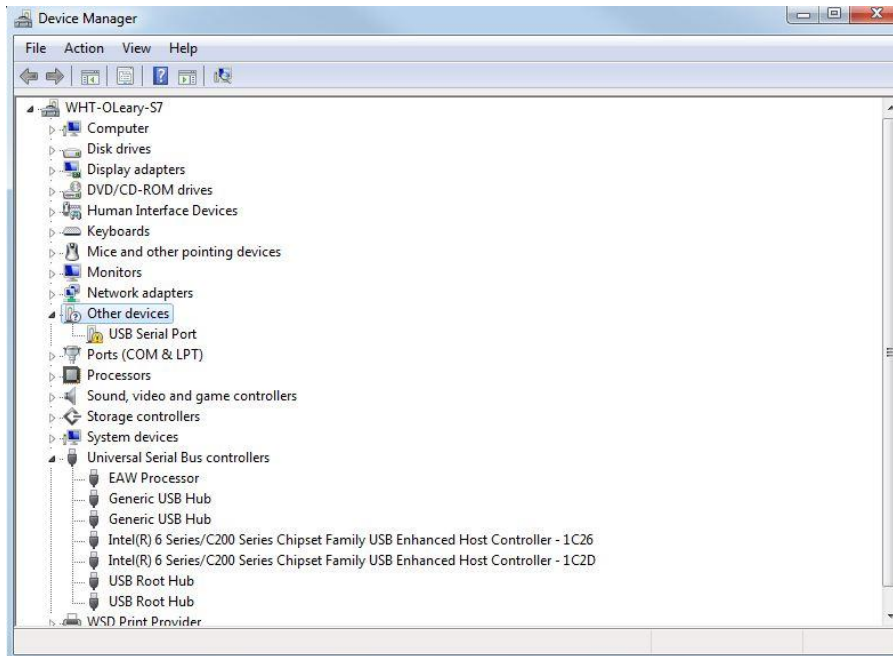 Device Manager
File Action View Help
WHT-OLeary-S7
Computer
Disk drives
Display adapters
DVD/CD-ROM drives
Human Interface Devices
Keyboards
Mice and other pointing devices
Monitors
Network adapters
Other devices
USB Serial Port
Ports (COM & LPT)
Processors
Sound, video and game controllers
Storage controllers
System devices
Universal Serial Bus controllers
EAW Processor
Generic USB Hub
Generic USB Hub
Intel(R) 6 Series/C200 Series Chipset Family USB Enhanced Host Controller - 1C26
Intel(R) 6 Series/C200 Series Chipset Family USB Enhanced Host Controller - 1C2D
USB Root Hub
USB Root Hub
WSD Print Provider